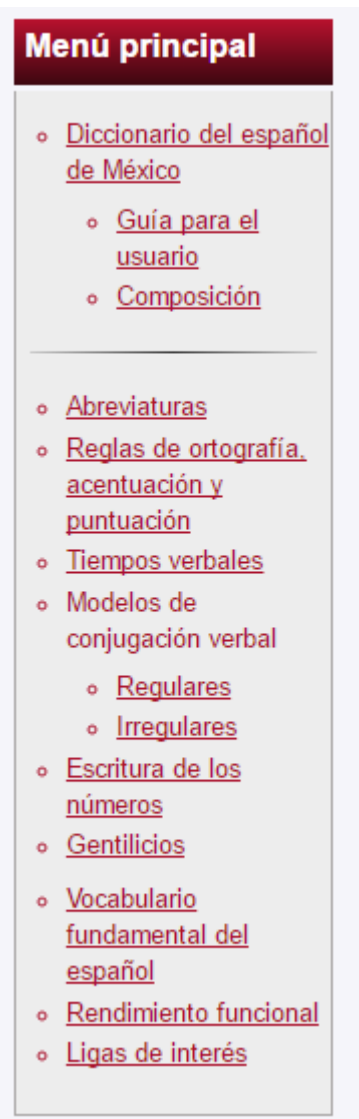 Menú principal
Diccionario del español
de México
Guía para el
usuario
Composición
Abreviaturas
Reglas de ortografía,
acentuación y
puntuación
Tiempos verbales
Modelos de
conjugación verbal
Regulares
Irregulares
Escritura de los
números
Gentilicios
Vocabulario
fundamental del
español
Rendimiento funcional
Ligas de interés